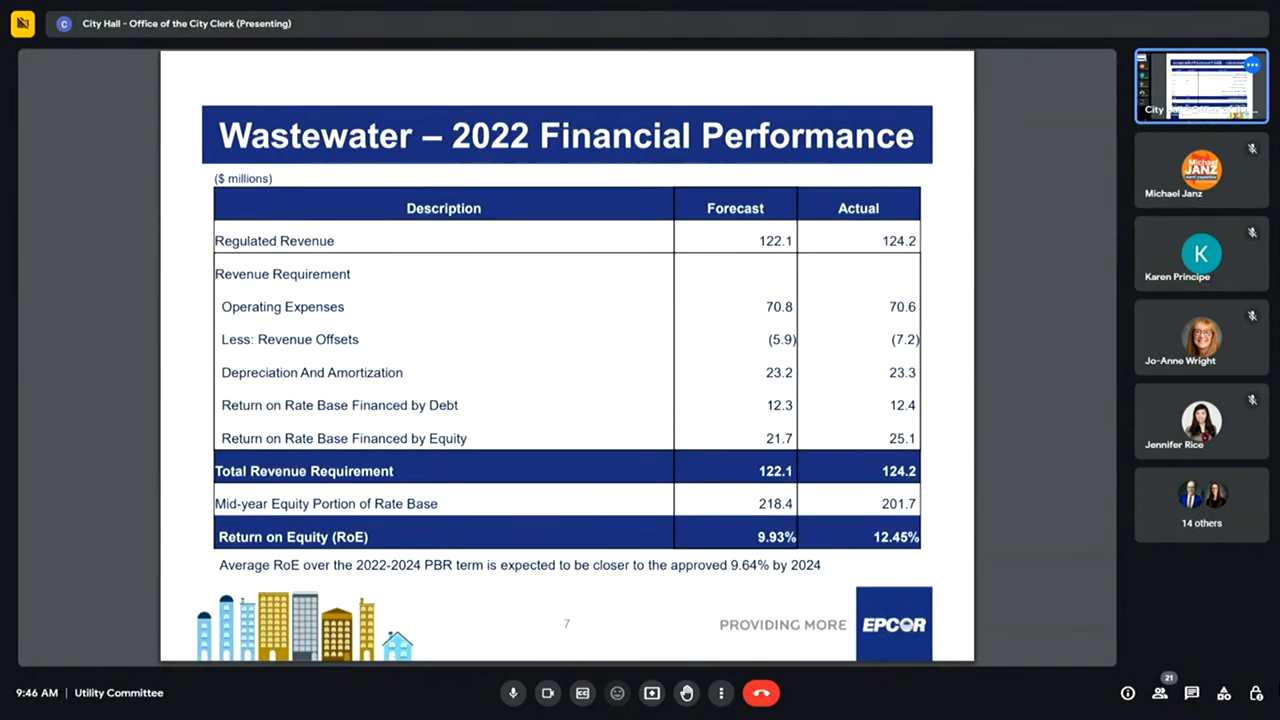 City Hall - Office of the City Clerk (Presenting)
C
Wastewater – 2022 Financial Performance
($ millions)
Description Forecast Actual
Regulated Revenue 122.1 124.2
Revenue Requirement
Operating Expenses 70.8 70.6
Less: Revenue Offsets (5.9) (7.2)
Depreciation And Amortization 23.2 23.3
Return on Rate Base Financed by Debt 12.3 12.4
Return on Rate Base Financed by Equity 21.7 25.1
Total Revenue Requirement 122.1 124.2
Mid-year Equity Portion of Rate Base 218.4 201.7
Return on Equity (RoE) 9.93% 12.45%
Average RoE over the 2022-2024 PBR term is expected to be closer to the approved 9.64% by 2024
7
PROVIDING MORE EPCOR
Michael
JANZ
Michael Janz
K
Karen Principe
Jo-Anne Wright
Jennifer Rice
14 others
9:46 AM | Utility Committee
21